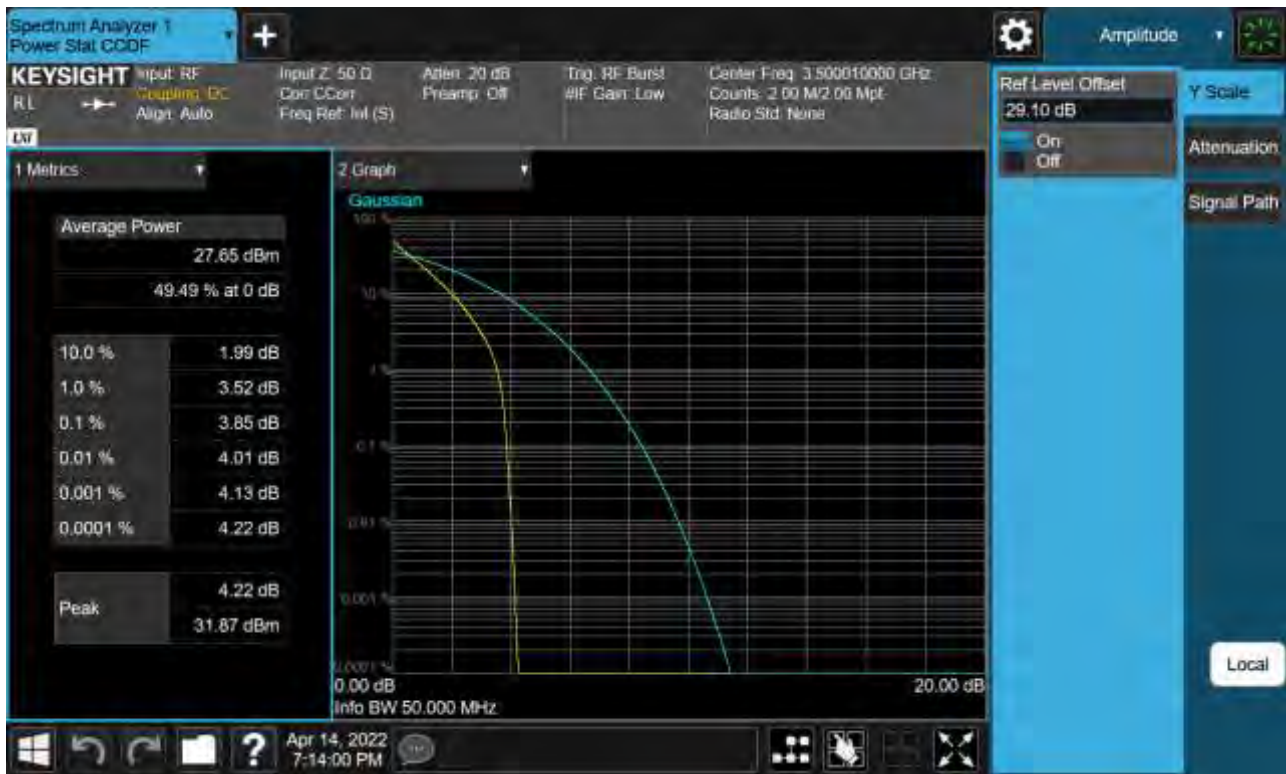 Spectrum Analyzer 1
Power Stat CCDF
+
Amplitude
KEYSIGHT
Input: RF
Coupling: DC
Align: Auto
Input Z: 50 Ω
Corr CCorr
Freq Ref: Int (S)
Atten: 20 dB
Preamp: Off
Trig: RF Burst
#IF Gain: Low
Center Freq: 3.500010000 GHz
Counts: 2.00 M/2.00 Mpt
Radio Std: None
RL
LXI
Ref Level Offset
29.10 dB
On
Off
Y Scale
Attenuation
Signal Path
Local
1 Metrics
Average Power
27.65 dBm
49.49 % at 0 dB
10.0 % 1.99 dB
1.0 % 3.52 dB
0.1 % 3.85 dB
0.01 % 4.01 dB
0.001 % 4.13 dB
0.0001 % 4.22 dB
Peak
4.22 dB
31.87 dBm
2 Graph
Gaussian
100 %
10 %
1 %
0.1 %
0.01 %
0.001 %
0.0001 %
0.00 dB
20.00 dB
Info BW 50.000 MHz
?
Apr 14, 2022
7:14:00 PM